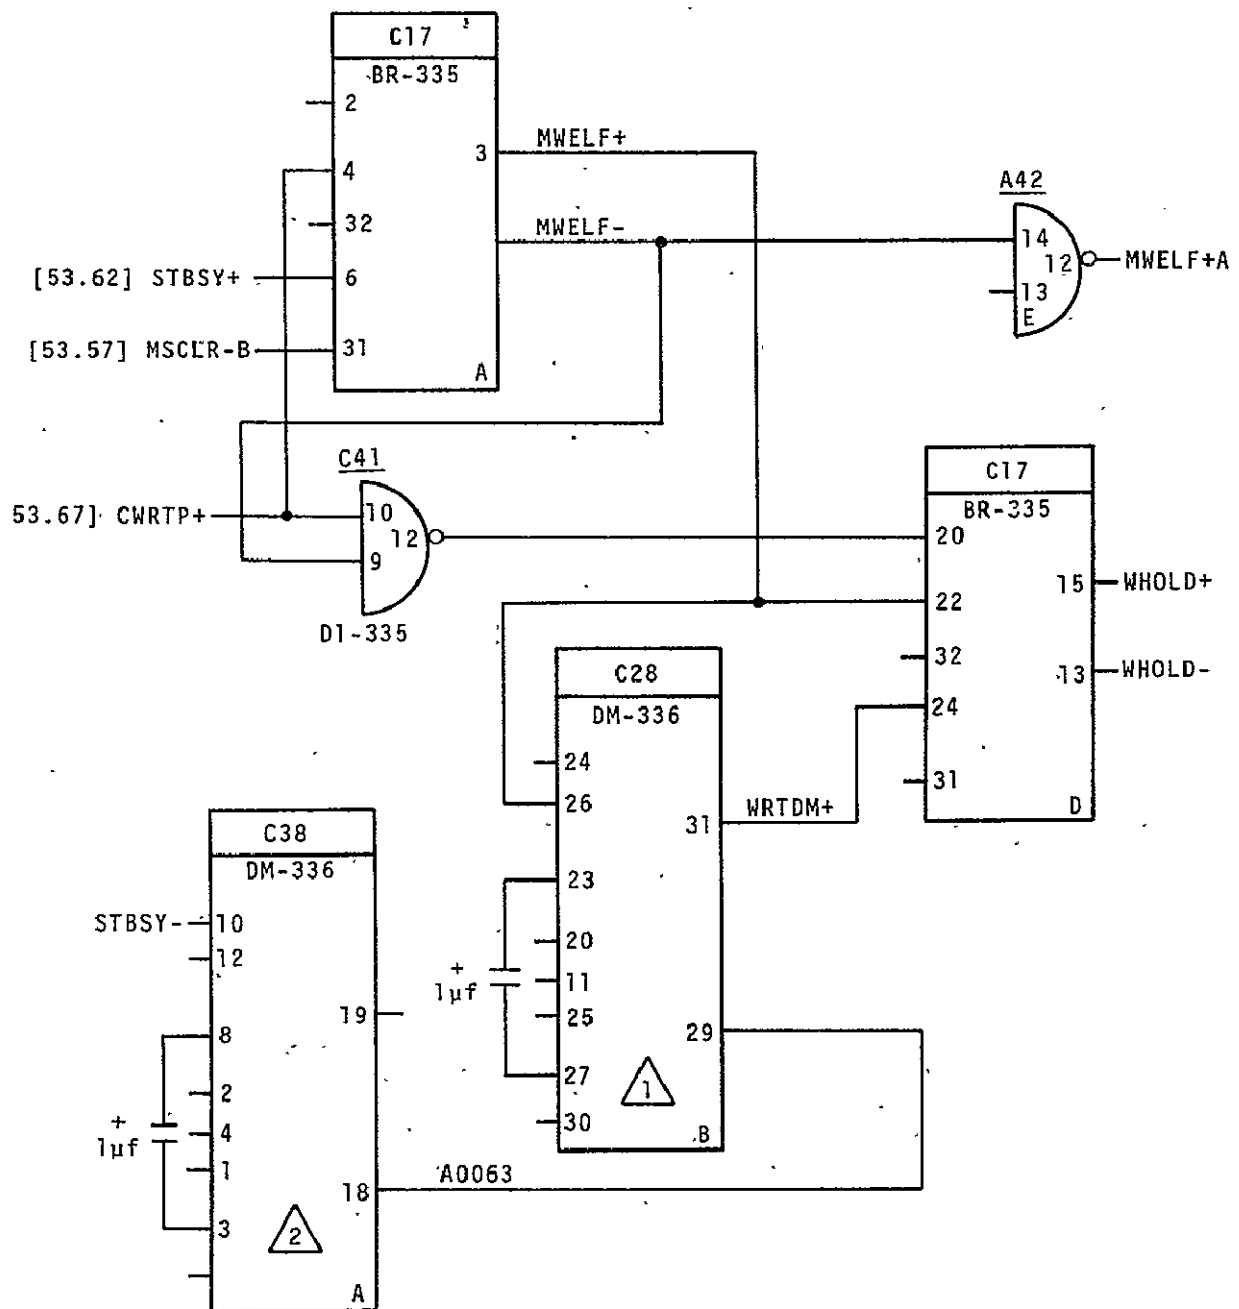 C17
BR-335
2
3
MWELF+
4
32
MWELF-
[53.62] STBSY+
6
[53.57] MSCLR-B
31
A
A42
14
12
MWELF+A
13
E
C41
53.67] CWRTP+
10
12
9
D1-335
C17
BR-335
20
15
WHOLD+
22
32
13
WHOLD-
24
31
D
C28
DM-336
24
26
31
WRTDM+
23
20
+
1µf
11
25
29
27
1
30
B
C38
DM-336
STBSY-
10
12
19
8
2
+
1µf
4
1
18
A0063
3
2
A